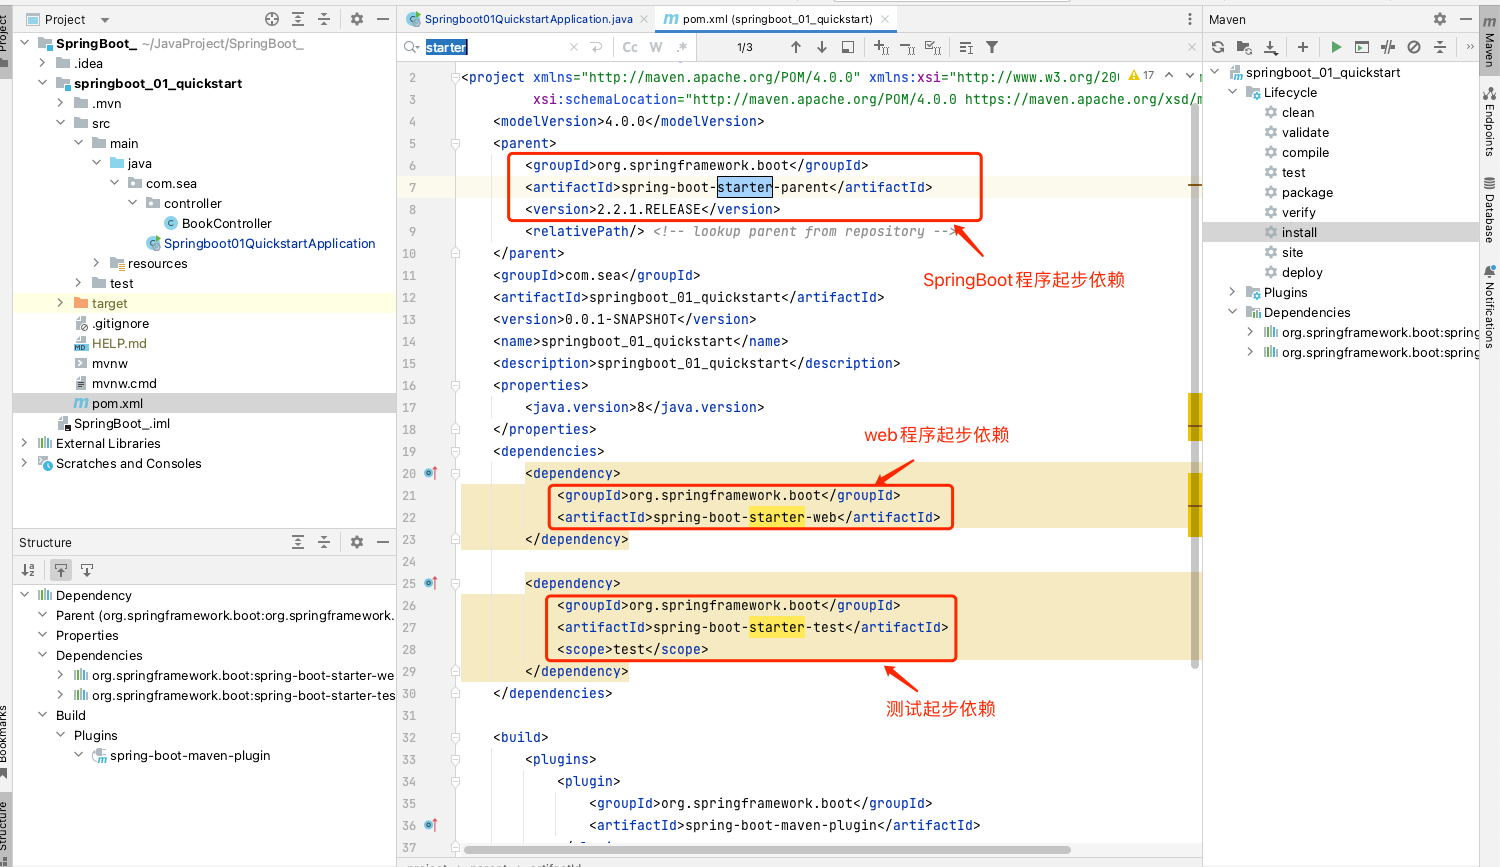 Project
SpringBoot_ ~/JavaProject/SpringBoot_
.idea
springboot_01_quickstart
.mvn
src
main
java
com.sea
controller
BookController
Springboot01QuickstartApplication
resources
test
target
.gitignore
HELP.md
mvnw
mvnw.cmd
pom.xml
SpringBoot_.iml
External Libraries
Scratches and Consoles
Structure
Dependency
Parent (org.springframework.boot:org.springframework.
Properties
Dependencies
org.springframework.boot:spring-boot-starter-we
org.springframework.boot:spring-boot-starter-tes
Build
Plugins
spring-boot-maven-plugin
Project
Bookmarks
Structure
Springboot01QuickstartApplication.java
pom.xml (springboot_01_quickstart)
starter
Cc W .*
1/3
17
2 <project xmlns="http://maven.apache.org/POM/4.0.0" xmlns:xsi="http://www.w3.org/200
3 xsi:schemaLocation="http://maven.apache.org/POM/4.0.0 https://maven.apache.org/xsd/m
4 <modelVersion>4.0.0</modelVersion>
5 <parent>
6 <groupId>org.springframework.boot</groupId>
7 <artifactId>spring-boot-starter-parent</artifactId>
8 <version>2.2.1.RELEASE</version>
9 <relativePath/> <!-- lookup parent from repository -->
10 </parent>
11 <groupId>com.sea</groupId>
SpringBoot程序起步依赖
12 <artifactId>springboot_01_quickstart</artifactId>
13 <version>0.0.1-SNAPSHOT</version>
14 <name>springboot_01_quickstart</name>
15 <description>springboot_01_quickstart</description>
16 <properties>
17 <java.version>8</java.version>
18 </properties>
web程序起步依赖
19 <dependencies>
20 <dependency>
21 <groupId>org.springframework.boot</groupId>
22 <artifactId>spring-boot-starter-web</artifactId>
23 </dependency>
24
25 <dependency>
26 <groupId>org.springframework.boot</groupId>
27 <artifactId>spring-boot-starter-test</artifactId>
28 <scope>test</scope>
29 </dependency>
30 </dependencies>
测试起步依赖
31
32 <build>
33 <plugins>
34 <plugin>
35 <groupId>org.springframework.boot</groupId>
36 <artifactId>spring-boot-maven-plugin</artifactId>
37
Maven
springboot_01_quickstart
Lifecycle
clean
validate
compile
test
package
verify
install
site
deploy
Plugins
Dependencies
org.springframework.boot:spring
org.springframework.boot:spring
Maven
Endpoints
Database
Notifications